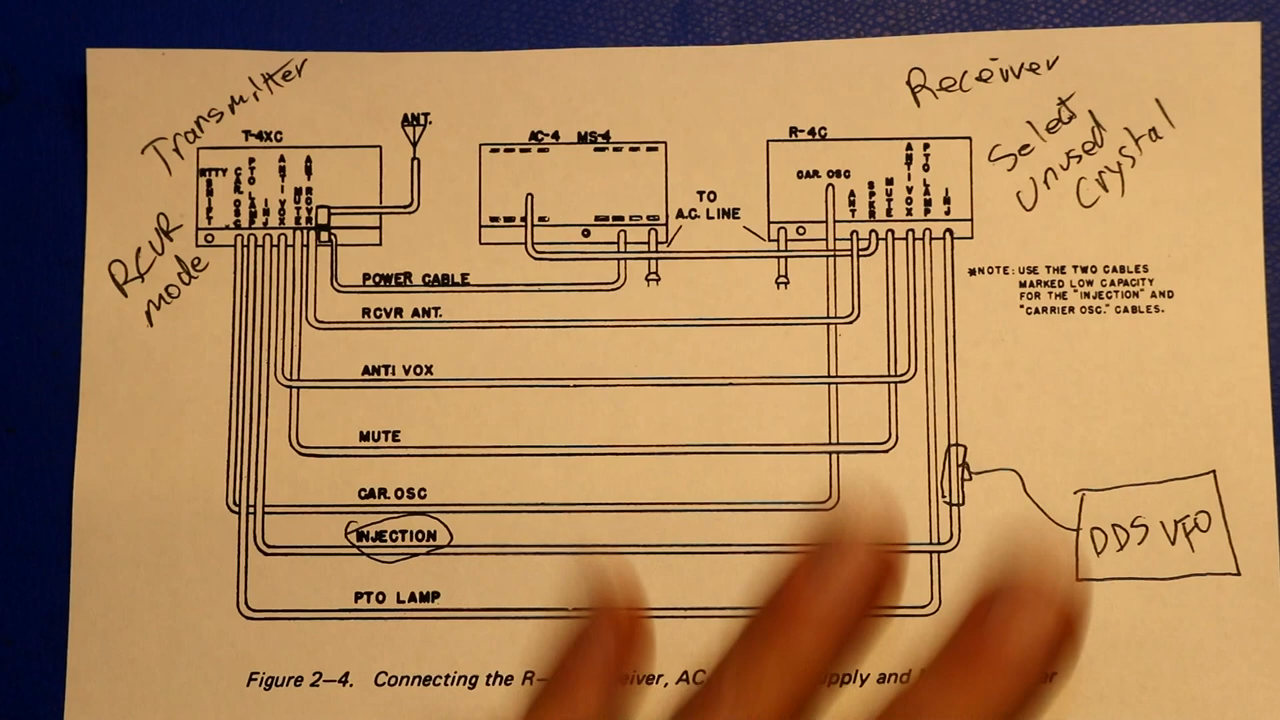 Transmitter
Receiver
Select
Unused
Crystal
RCVR
mode
T-4XC
ANT.
AC-4 MS-4
R-4C
RTTY SHIFT
CAR. OSC
PTO LAMP
INJ
ANTI VOX
MUTE
ANT RCVR
CAR. OSC
ANT
SPKR
MUTE
ANTI VOX
PTO LAMP
INJ
TO
A.C. LINE
POWER CABLE
RCVR ANT.
ANTI VOX
MUTE
CAR. OSC
INJECTION
PTO LAMP
*NOTE: USE THE TWO CABLES
MARKED LOW CAPACITY
FOR THE "INJECTION" AND
"CARRIER OSC." CABLES.
DDS VFO
Figure 2-4. Connecting the R- eiver, AC pply and